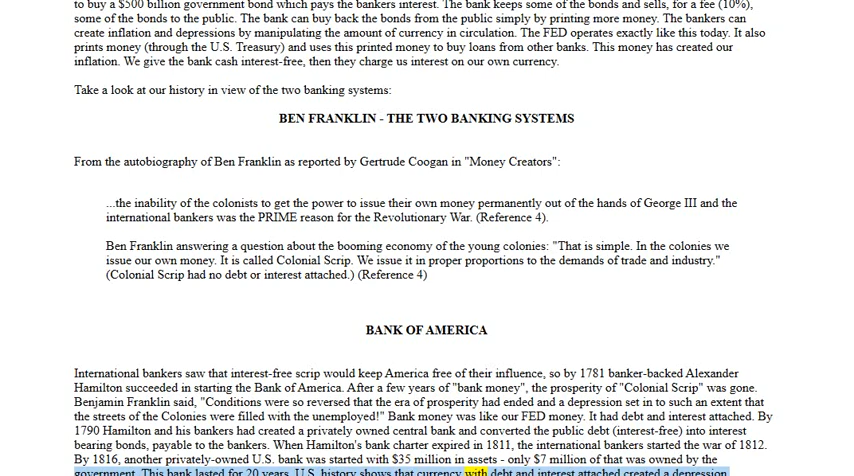 to buy a $500 billion government bond which pays the bankers interest. The bank keeps some of the bonds and sells, for a fee (10%),
some of the bonds to the public. The bank can buy back the bonds from the public simply by printing more money. The bankers can
create inflation and depressions by manipulating the amount of currency in circulation. The FED operates exactly like this today. It also
prints money (through the U.S. Treasury) and uses this printed money to buy loans from other banks. This money has created our
inflation. We give the bank cash interest-free, then they charge us interest on our own currency.
Take a look at our history in view of the two banking systems:
BEN FRANKLIN - THE TWO BANKING SYSTEMS
From the autobiography of Ben Franklin as reported by Gertrude Coogan in "Money Creators":
...the inability of the colonists to get the power to issue their own money permanently out of the hands of George III and the
international bankers was the PRIME reason for the Revolutionary War. (Reference 4).
Ben Franklin answering a question about the booming economy of the young colonies: "That is simple. In the colonies we
issue our own money. It is called Colonial Scrip. We issue it in proper proportions to the demands of trade and industry."
(Colonial Scrip had no debt or interest attached.) (Reference 4)
BANK OF AMERICA
International bankers saw that interest-free scrip would keep America free of their influence, so by 1781 banker-backed Alexander
Hamilton succeeded in starting the Bank of America. After a few years of "bank money", the prosperity of "Colonial Scrip" was gone.
Benjamin Franklin said, "Conditions were so reversed that the era of prosperity had ended and a depression set in to such an extent that
the streets of the Colonies were filled with the unemployed!" Bank money was like our FED money. It had debt and interest attached. By
1790 Hamilton and his bankers had created a privately owned central bank and converted the public debt (interest-free) into interest
bearing bonds, payable to the bankers. When Hamilton's bank charter expired in 1811, the international bankers started the war of 1812.
By 1816, another privately-owned U.S. bank was started with $35 million in assets - only $7 million of that was owned by the
government. This bank lasted for 20 years. U.S. history shows that currency with debt and interest attached created a depression.